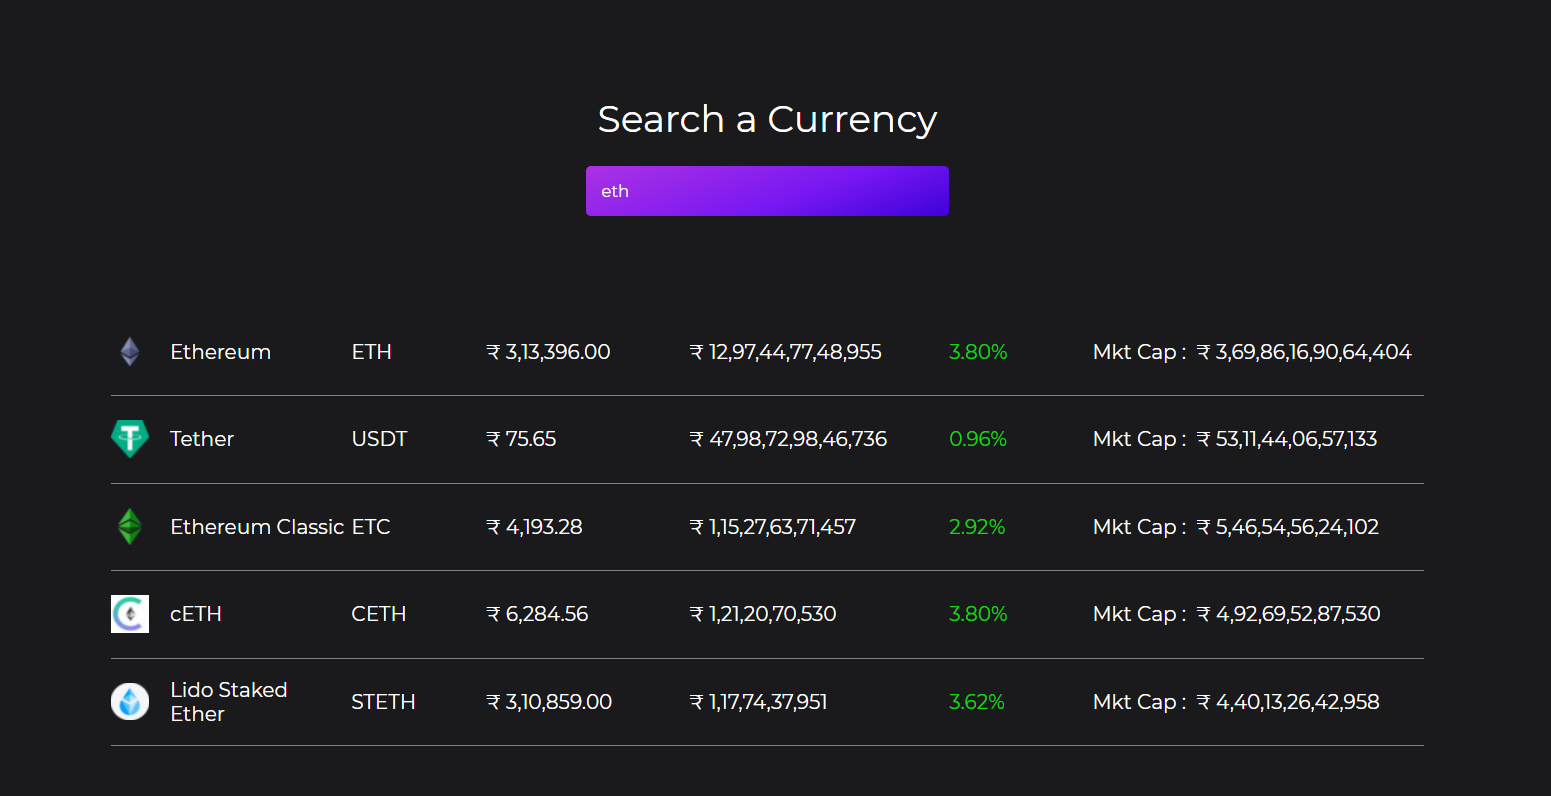 Search a Currency
eth
Ethereum ETH ₹ 3,13,396.00 ₹ 12,97,44,77,48,955 3.80% Mkt Cap : ₹ 3,69,86,16,90,64,404
Tether USDT ₹ 75.65 ₹ 47,98,72,98,46,736 0.96% Mkt Cap : ₹ 53,11,44,06,57,133
Ethereum Classic ETC ₹ 4,193.28 ₹ 1,15,27,63,71,457 2.92% Mkt Cap : ₹ 5,46,54,56,24,102
cETH CETH ₹ 6,284.56 ₹ 1,21,20,70,530 3.80% Mkt Cap : ₹ 4,92,69,52,87,530
Lido Staked
Ether STETH ₹ 3,10,859.00 ₹ 1,17,74,37,951 3.62% Mkt Cap : ₹ 4,40,13,26,42,958